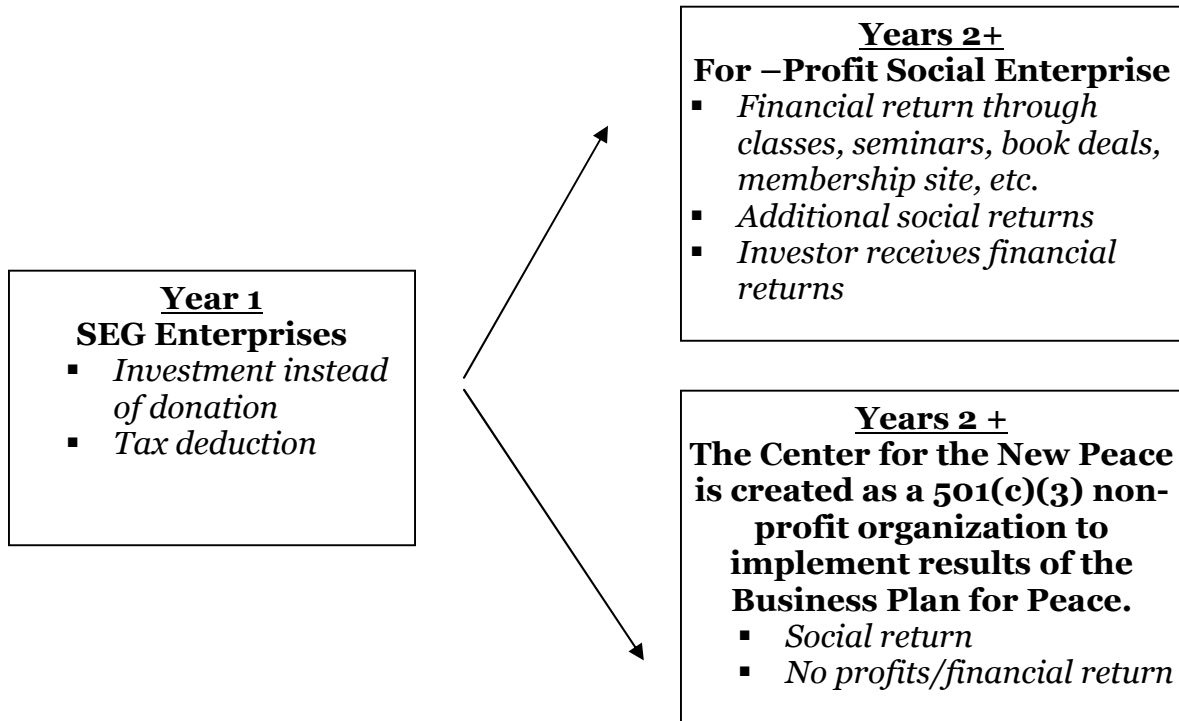 Year 1
SEG Enterprises
▪ Investment instead
of donation
▪ Tax deduction
Years 2+
For –Profit Social Enterprise
▪ Financial return through
classes, seminars, book deals,
membership site, etc.
▪ Additional social returns
▪ Investor receives financial
returns
Years 2 +
The Center for the New Peace
is created as a 501(c)(3) non-
profit organization to
implement results of the
Business Plan for Peace.
▪ Social return
▪ No profits/financial return